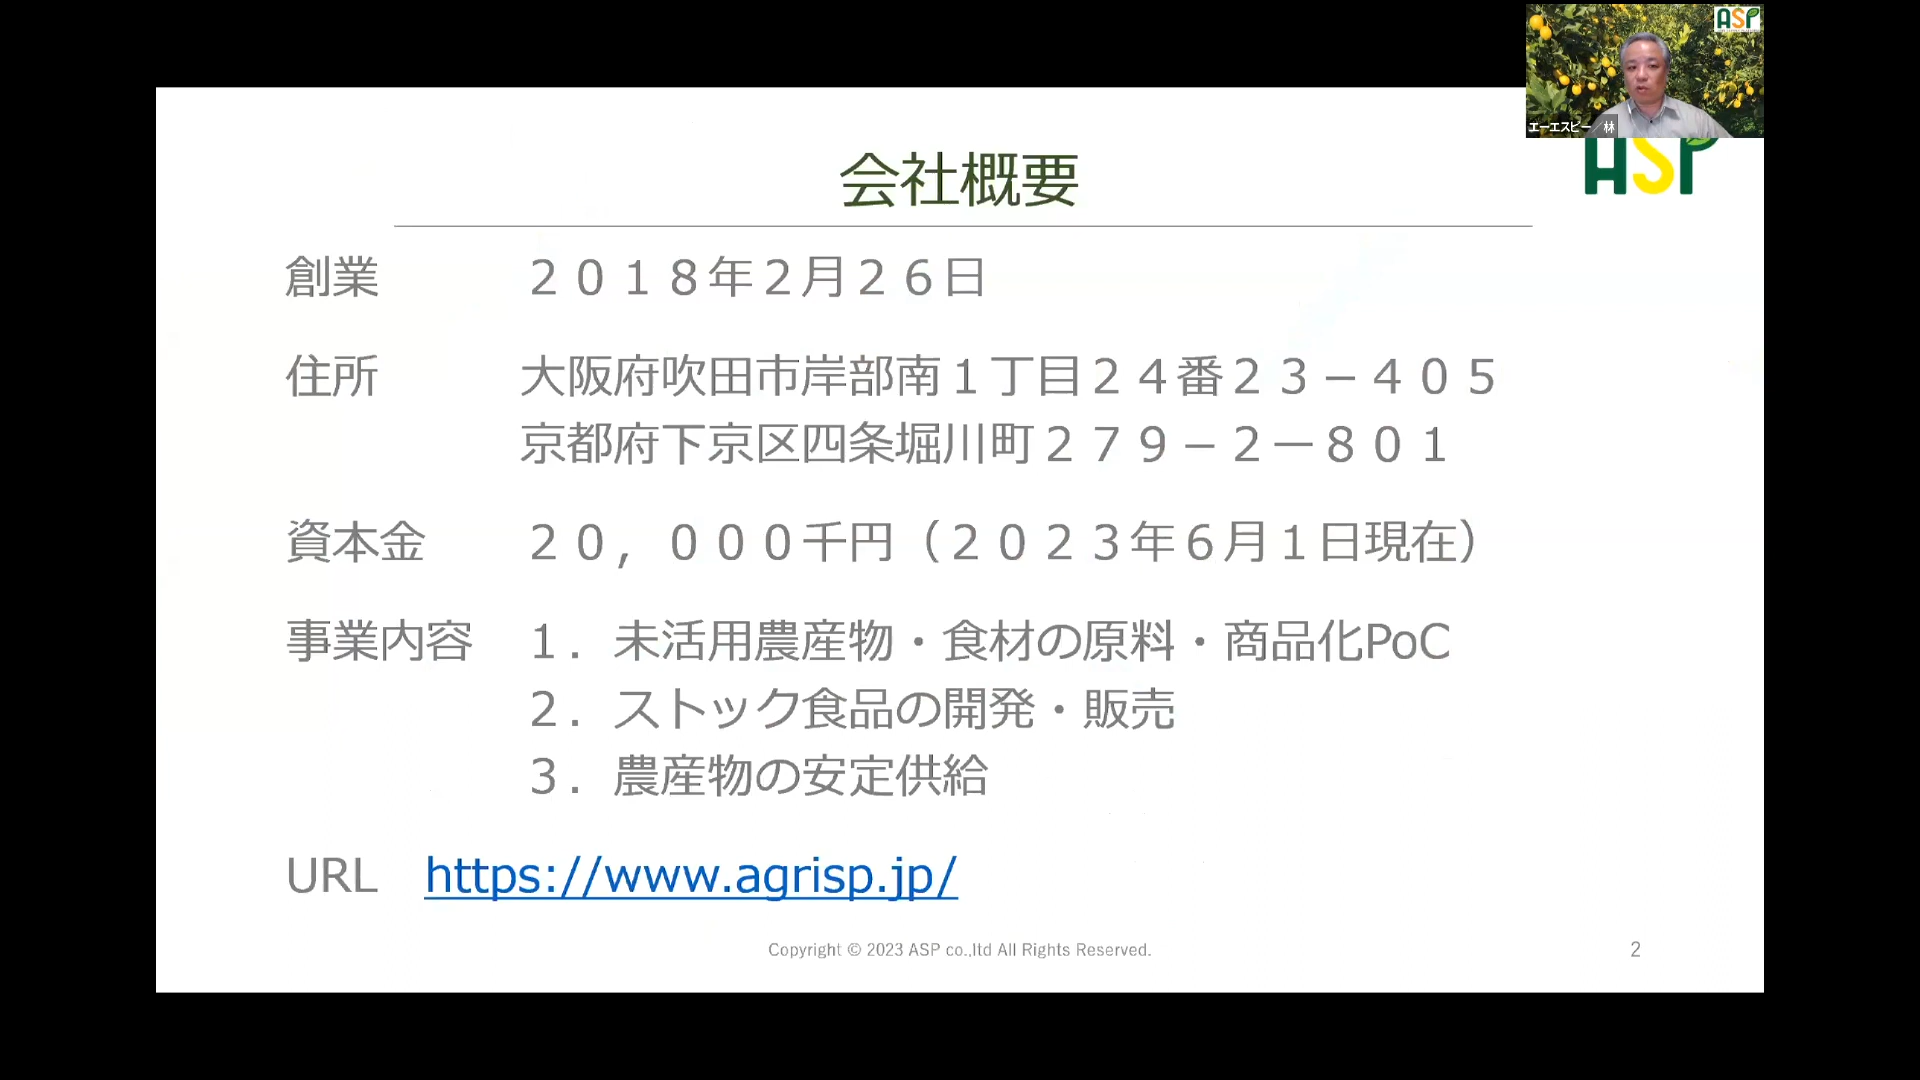 ASP
エーエスピー／林
ASP
会社概要
創業 ２０１８年２月２６日
住所 大阪府吹田市岸部南１丁目２４番２３－４０５
京都府下京区四条堀川町２７９－２―８０１
資本金 ２０，０００千円（２０２３年６月１日現在）
事業内容 １．未活用農産物・食材の原料・商品化PoC
２．ストック食品の開発・販売
３．農産物の安定供給
URL https://www.agrisp.jp/
Copyright © 2023 ASP co.,ltd All Rights Reserved.
2